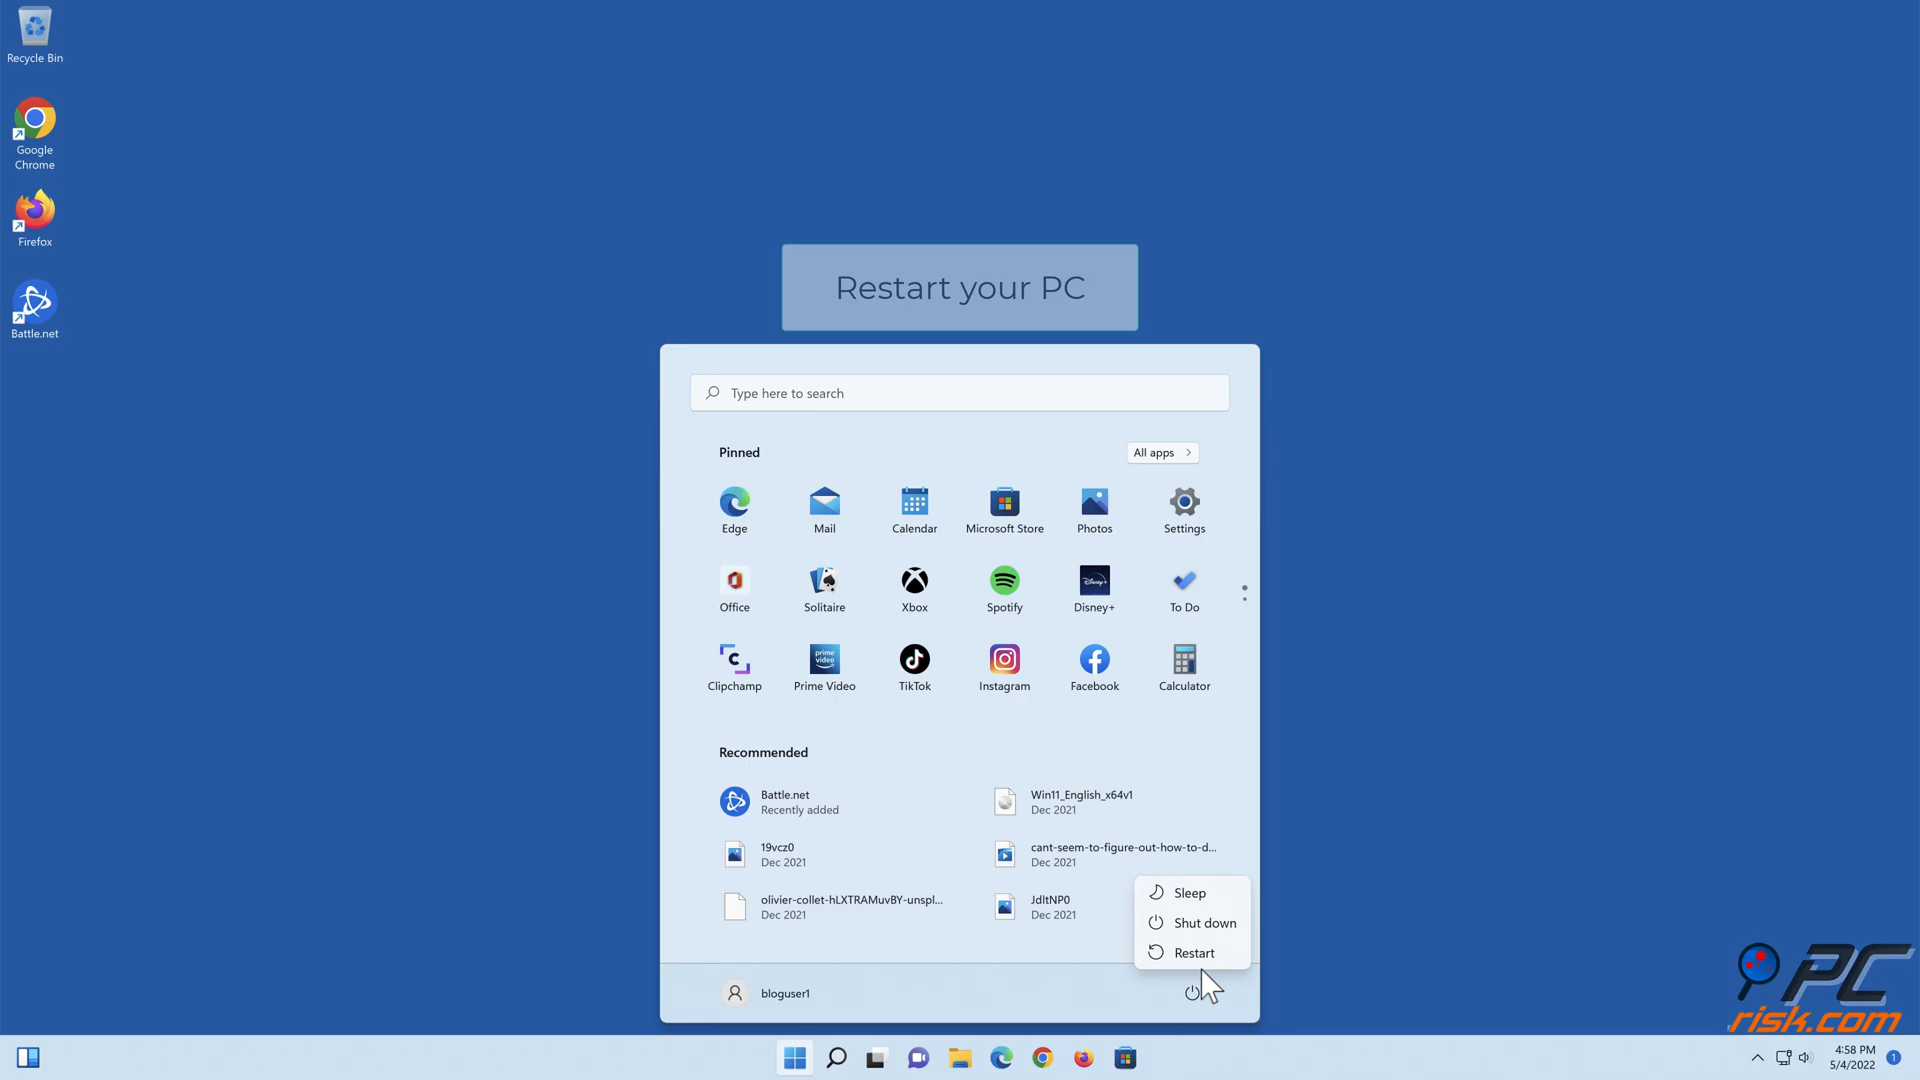 Recycle Bin
Google
Chrome
Firefox
Battle.net
Restart your PC
Type here to search
Pinned
All apps
Edge
Mail
Calendar
Microsoft Store
Photos
Settings
Office
Solitaire
Xbox
Spotify
Disney+
Disney+
To Do
prime
video
Clipchamp
Prime Video
TikTok
Instagram
Facebook
Calculator
Recommended
Battle.net
Recently added
Win11_English_x64v1
Dec 2021
19vcz0
Dec 2021
cant-seem-to-figure-out-how-to-d...
Dec 2021
olivier-collet-hLXTRAMuvBY-unspl...
Dec 2021
JdltNP0
Dec 2021
Sleep
Shut down
Restart
bloguser1
PC
risk.com
4:58 PM
5/4/2022
1